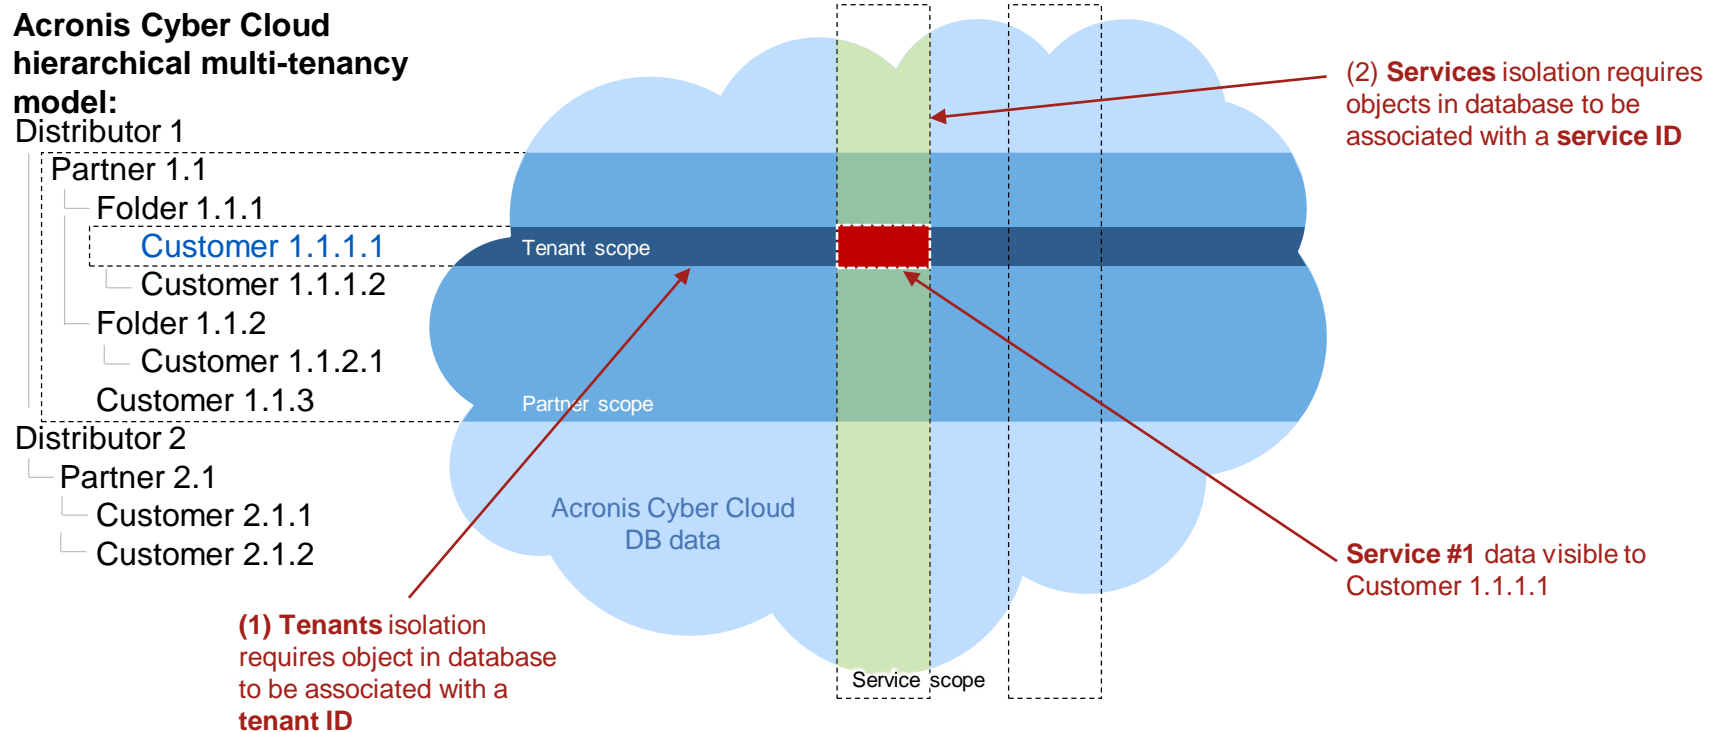 Acronis Cyber Cloud
hierarchical multi-tenancy
model:
Distributor 1
Partner 1.1
Folder 1.1.1
Customer 1.1.1.1
Customer 1.1.1.2
Folder 1.1.2
Customer 1.1.2.1
Customer 1.1.3
Distributor 2
Partner 2.1
Customer 2.1.1
Customer 2.1.2
Tenant scope
Partner scope
Acronis Cyber Cloud
DB data
Service scope
(1) Tenants isolation
requires object in database
to be associated with a
tenant ID
(2) Services isolation requires
objects in database to be
associated with a service ID
Service #1 data visible to
Customer 1.1.1.1